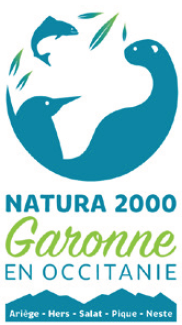 NATURA 2000
Garonne
EN OCCITANIE
Ariège - Hers - Salat - Pique - Neste